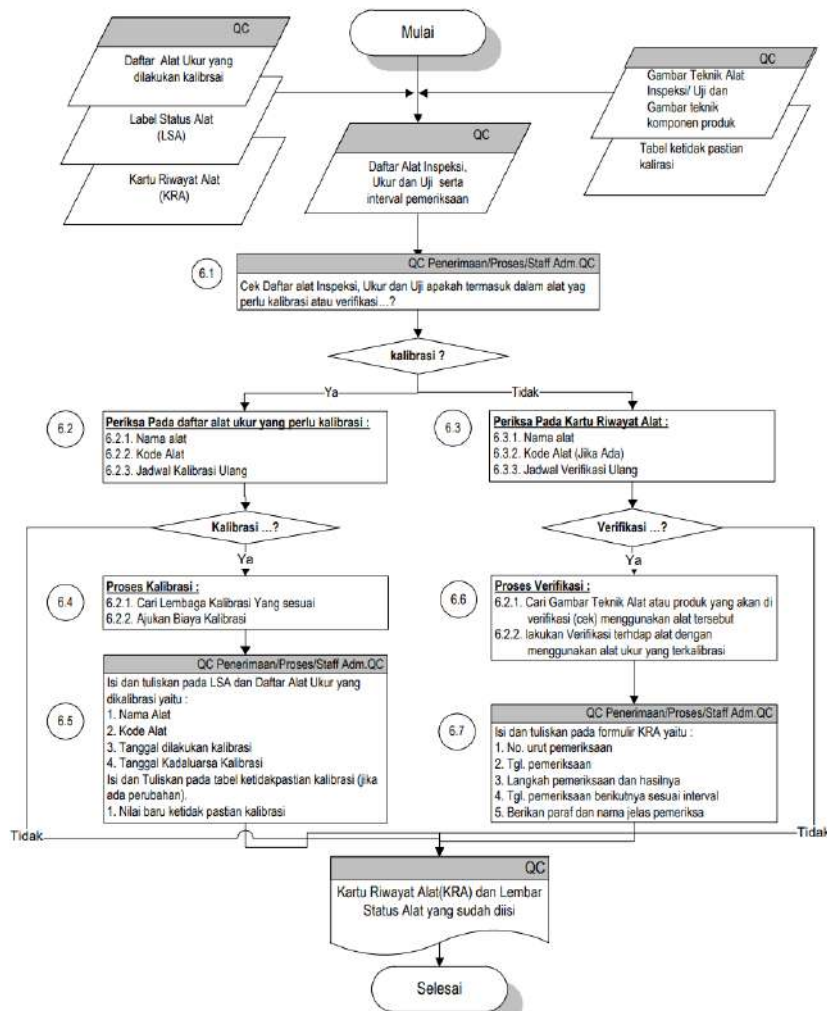 QC
Daftar Alat Ukur yang
dilakukan kalibrsai
Label Status Alat
(LSA)
Kartu Riwayat Alat
(KRA)
Mulai
QC
Gambar Teknik Alat
Inspeksi/ Uji dan
Gambar teknik
komponen produk
Tabel ketidak pastian
kalirasi
QC
Daftar Alat Inspeksi,
Ukur dan Uji serta
interval pemeriksaan
6.1
QC Penerimaan/Proses/Staff Adm.QC
Cek Daftar alat Inspeksi, Ukur dan Uji apakah termasuk dalam alat yag
perlu kalibrasi atau verifikasi...?
kalibrasi ?
Ya
Tidak
6.2
Periksa Pada daftar alat ukur yang perlu kalibrasi :
6.2.1. Nama alat
6.2.2. Kode Alat
6.2.3. Jadwal Kalibrasi Ulang
6.3
Periksa Pada Kartu Riwayat Alat :
6.3.1. Nama alat
6.3.2. Kode Alat (Jika Ada)
6.3.3. Jadwal Verifikasi Ulang
Kalibrasi ...?
Ya
Verifikasi ...?
Ya
6.4
Proses Kalibrasi :
6.2.1. Cari Lembaga Kalibrasi Yang sesuai
6.2.2. Ajukan Biaya Kalibrasi
6.6
Proses Verifikasi :
6.2.1. Cari Gambar Teknik Alat atau produk yang akan di
verifikasi (cek) menggunakan alat tersebut
6.2.2. lakukan Verifikasi terhdap alat dengan
menggunakan alat ukur yang terkalibrasi
6.5
QC Penerimaan/Proses/Staff Adm.QC
Isi dan tuliskan pada LSA dan Daftar Alat Ukur yang
dikalibrasi yaitu :
1. Nama Alat
2. Kode Alat
3. Tanggal dilakukan kalibrasi
4. Tanggal Kadaluarsa Kalibrasi
Isi dan Tuliskan pada tabel ketidakpastian kalibrasi (jika
ada perubahan).
1. Nilai baru ketidak pastian kalibrasi
6.7
QC Penerimaan/Proses/Staff Adm.QC
Isi dan tuliskan pada formulir KRA yaitu :
1. No. urut pemeriksaan
2. Tgl. pemeriksaan
3. Langkah pemeriksaan dan hasilnya
4. Tgl. pemeriksaan berikutnya sesuai interval
5. Berikan paraf dan nama jelas pemeriksa
Tidak
Tidak
QC
Kartu Riwayat Alat(KRA) dan Lembar
Status Alat yang sudah diisi
Selesai